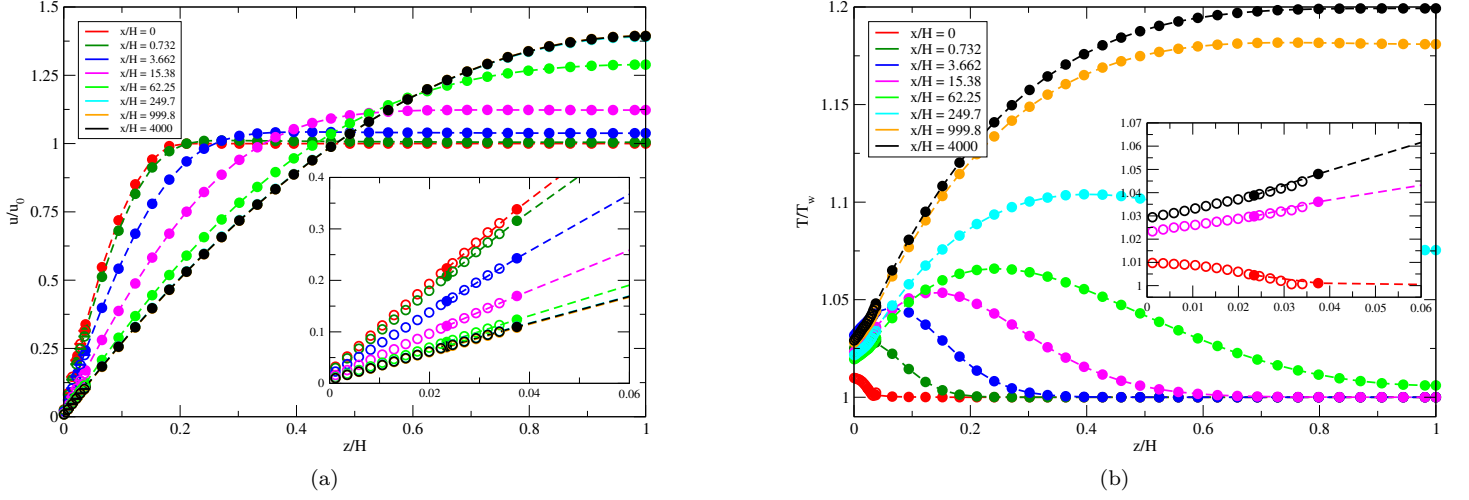 x/H = 0
x/H = 0.732
x/H = 3.662
x/H = 15.38
x/H = 62.25
x/H = 249.7
x/H = 999.8
x/H = 4000
u/u0
1.5
1.25
1
0.75
0.5
0.25
0
0 0.2 0.4 0.6 0.8 1
z/H
0.4
0.3
0.2
0.1
0
0 0.02 0.04 0.06
(a)
x/H = 0
x/H = 0.732
x/H = 3.662
x/H = 15.38
x/H = 62.25
x/H = 249.7
x/H = 999.8
x/H = 4000
T/Tw
1.2
1.15
1.1
1.05
1
0 0.2 0.4 0.6 0.8 1
z/H
1.07
1.06
1.05
1.04
1.03
1.02
1.01
1
0 0.01 0.02 0.03 0.04 0.05 0.06
(b)